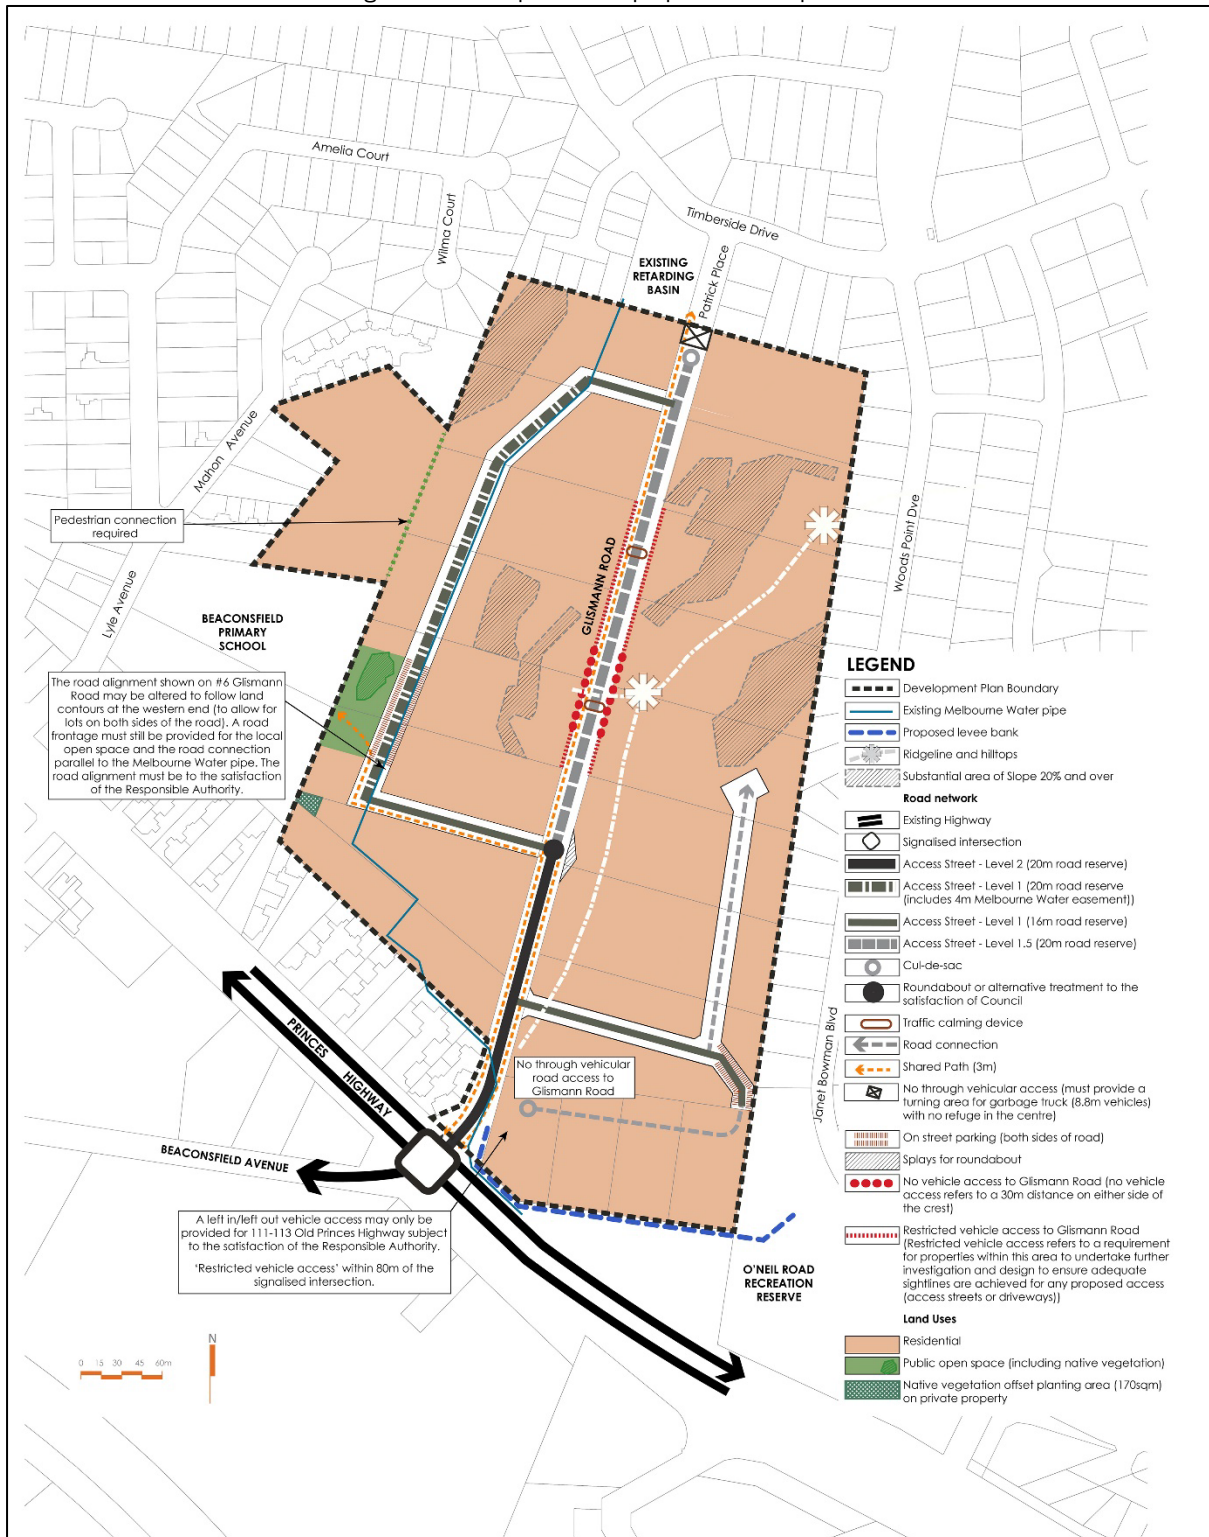 Amelia Court
Wilma Court
Timberside Drive
Patrick Place
EXISTING
RETARDING
BASIN
Mahon Avenue
Lyle Avenue
Woods Point Dve
Pedestrian connection
required
GLISMANN ROAD
BEACONSFIELD
PRIMARY
SCHOOL
The road alignment shown on #6 Glismann
Road may be altered to follow land
contours at the western end (to allow for
lots on both sides of the road). A road
frontage must still be provided for the local
open space and the road connection
parallel to the Melbourne Water pipe. The
road alignment must be to the satisfaction
of the Responsible Authority.
PRINCES
HIGHWAY
No through vehicular
road access to
Glismann Road
Janet Bowman Blvd
BEACONSFIELD AVENUE
A left in/left out vehicle access may only be
provided for 111-113 Old Princes Highway subject
to the satisfaction of the Responsible Authority.
'Restricted vehicle access' within 80m of the
signalised intersection.
O'NEIL ROAD
RECREATION
RESERVE
0 15 30 45 60m
N
LEGEND
Development Plan Boundary
Existing Melbourne Water pipe
Proposed levee bank
Ridgeline and hilltops
Substantial area of Slope 20% and over
Road network
Existing Highway
Signalised intersection
Access Street - Level 2 (20m road reserve)
Access Street - Level 1 (20m road reserve
(includes 4m Melbourne Water easement))
Access Street - Level 1 (16m road reserve)
Access Street - Level 1.5 (20m road reserve)
Cul-de-sac
Roundabout or alternative treatment to the
satisfaction of Council
Traffic calming device
Road connection
Shared Path (3m)
No through vehicular access (must provide a
turning area for garbage truck (8.8m vehicles)
with no refuge in the centre)
On street parking (both sides of road)
Splays for roundabout
No vehicle access to Glismann Road (no vehicle
access refers to a 30m distance on either side of
the crest)
Restricted vehicle access to Glismann Road
(Restricted vehicle access refers to a requirement
for properties within this area to undertake further
investigation and design to ensure adequate
sightlines are achieved for any proposed access
(access streets or driveways))
Land Uses
Residential
Public open space (including native vegetation)
Native vegetation offset planting area (170sqm)
on private property